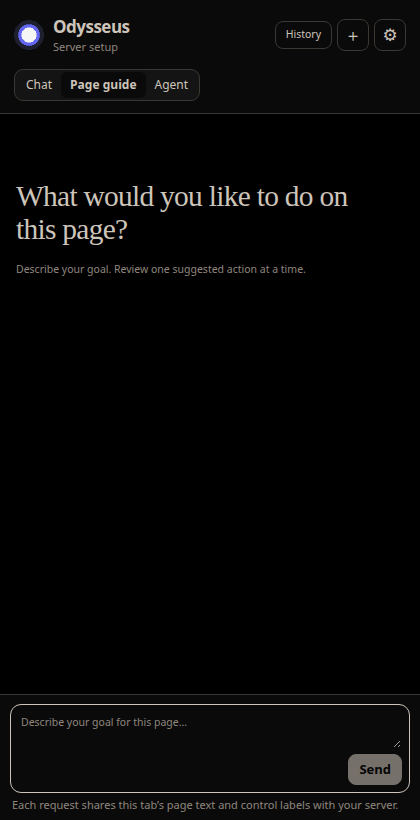 Odysseus
Server setup
History
+
Chat
Page guide
Agent
What would you like to do on
this page?
Describe your goal. Review one suggested action at a time.
Describe your goal for this page...
Send
Each request shares this tab’s page text and control labels with your server.